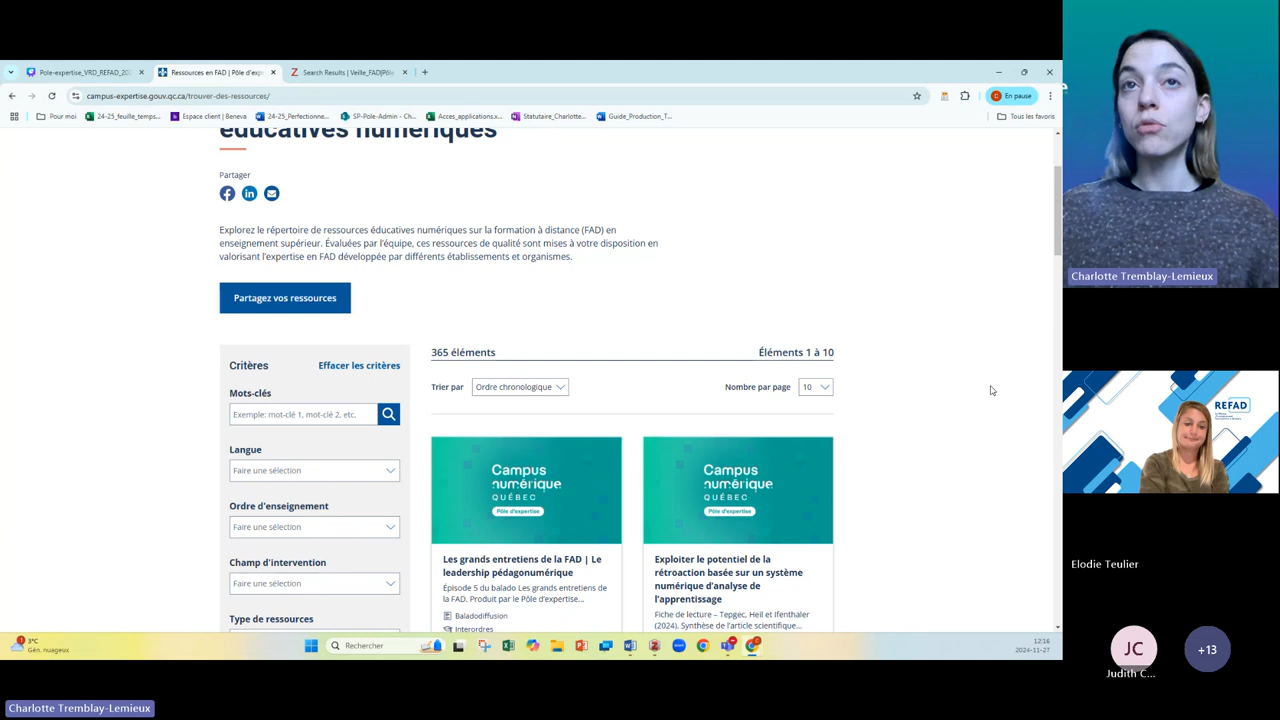 Pole-expertise_VRD_REFAD_202
Ressources en FAD | Pôle d'exp
Search Results | Veille_FAD|Pôle
campus-expertise.gouv.qc.ca/trouver-des-ressources/
En pause
Pour moi
24-25_feuille_temps...
Espace client | Beneva
24-25_Perfectionne...
SP-Pole-Admin - Ch...
Acces_applications.x...
Statutaire_Charlotte...
Guide_Production_T...
Tous les favoris
éducatives numériques
Partager
Explorez le répertoire de ressources éducatives numériques sur la formation à distance (FAD) en
enseignement supérieur. Évaluées par l'équipe, ces ressources de qualité sont mises à votre disposition en
valorisant l'expertise en FAD développée par différents établissements et organismes.
Partagez vos ressources
Critères
Effacer les critères
Mots-clés
Exemple: mot-clé 1, mot-clé 2, etc.
Langue
Faire une sélection
Ordre d'enseignement
Faire une sélection
Champ d'intervention
Faire une sélection
Type de ressources
365 éléments
Éléments 1 à 10
Trier par
Ordre chronologique
Nombre par page
10
Campus
numérique
QUÉBEC
Pôle d'expertise
Les grands entretiens de la FAD | Le
leadership pédagonumérique
Épisode 5 du balado Les grands entretiens de
la FAD. Produit par le Pôle d'expertise...
Baladodiffusion
Interordres
Campus
numérique
QUÉBEC
Pôle d'expertise
Exploiter le potentiel de la
rétroaction basée sur un système
numérique d'analyse de
l'apprentissage
Fiche de lecture – Tepgec, Heil et Ifenthaler
(2024). Synthèse de l'article scientifique...
3°C
Gén. nuageux
Rechercher
12:16
2024-11-27
Charlotte Tremblay-Lemieux
REFAD
Elodie Teulier
JC
Judith C...
+13
Charlotte Tremblay-Lemieux